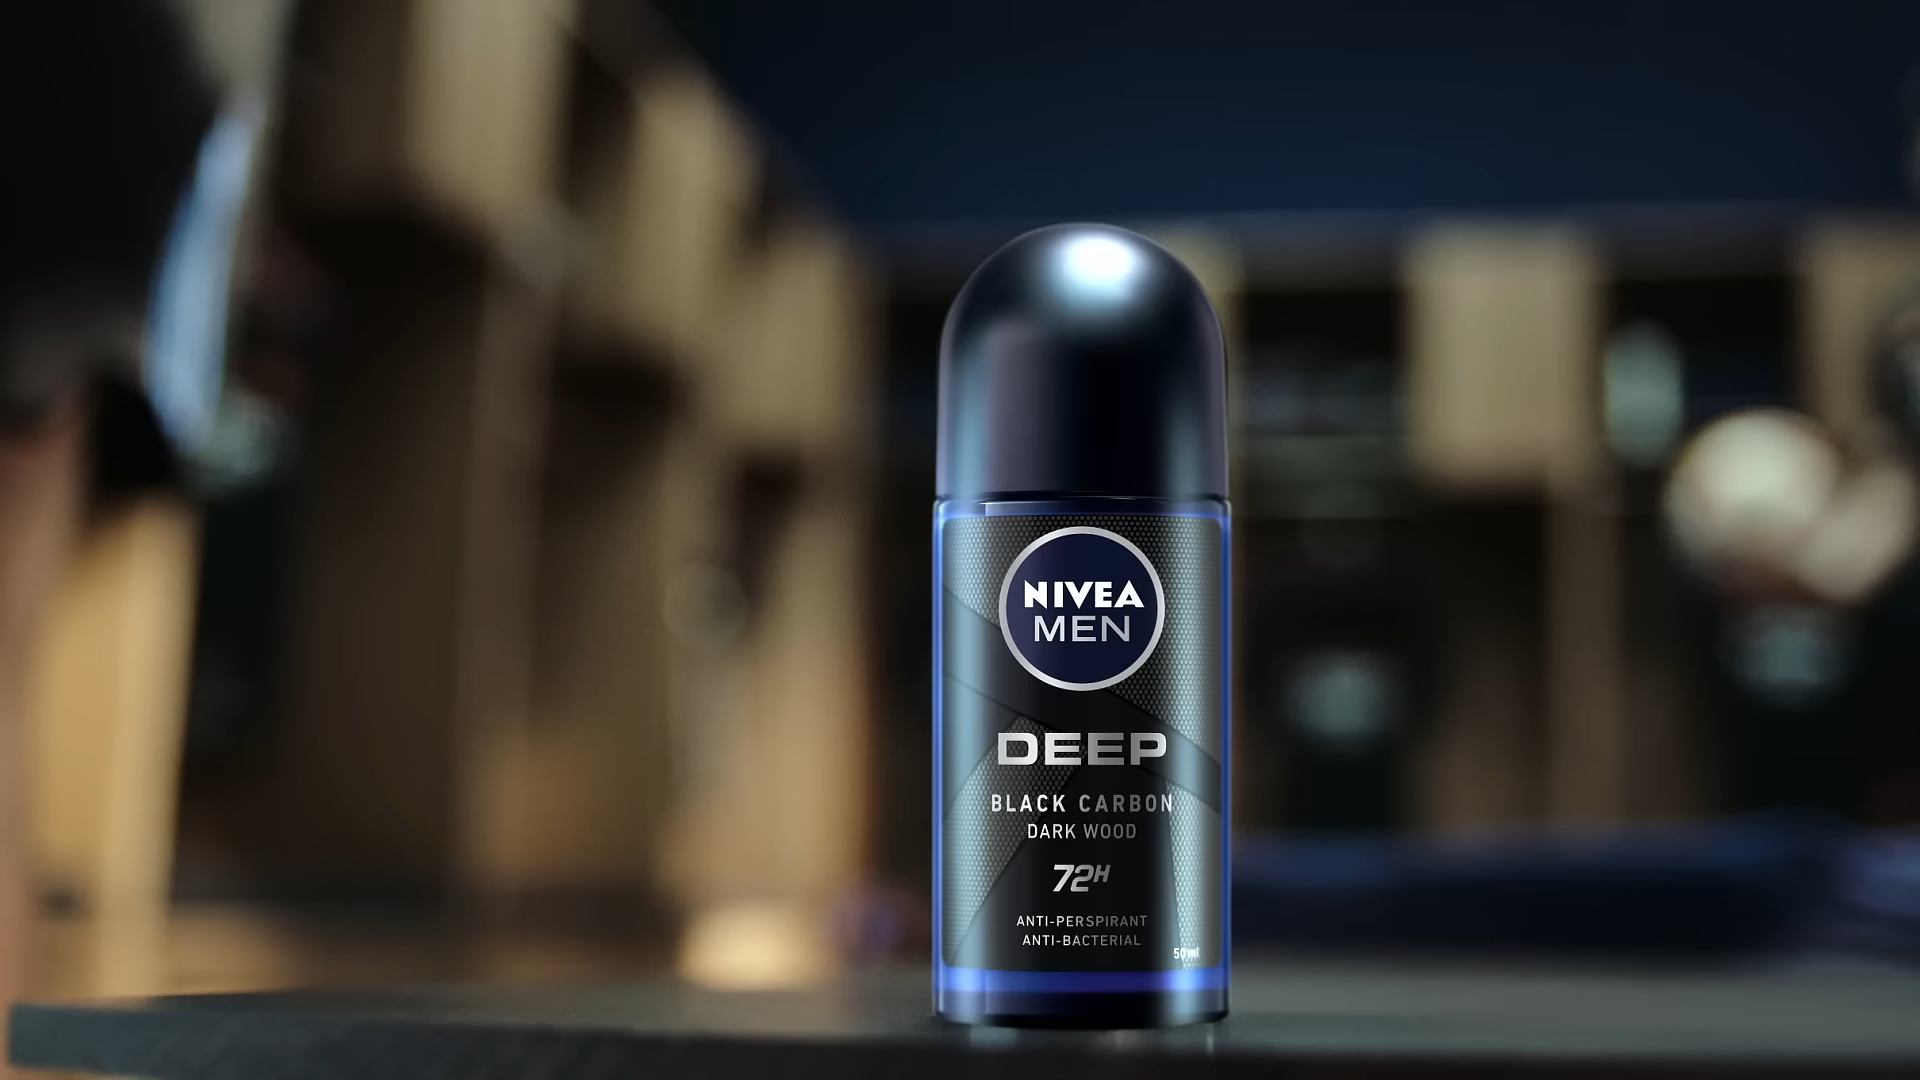 NIVEA
MEN
DEEP
BLACK CARBON
DARK WOOD
72H
ANTI-PERSPIRANT
ANTI-BACTERIAL
50ml